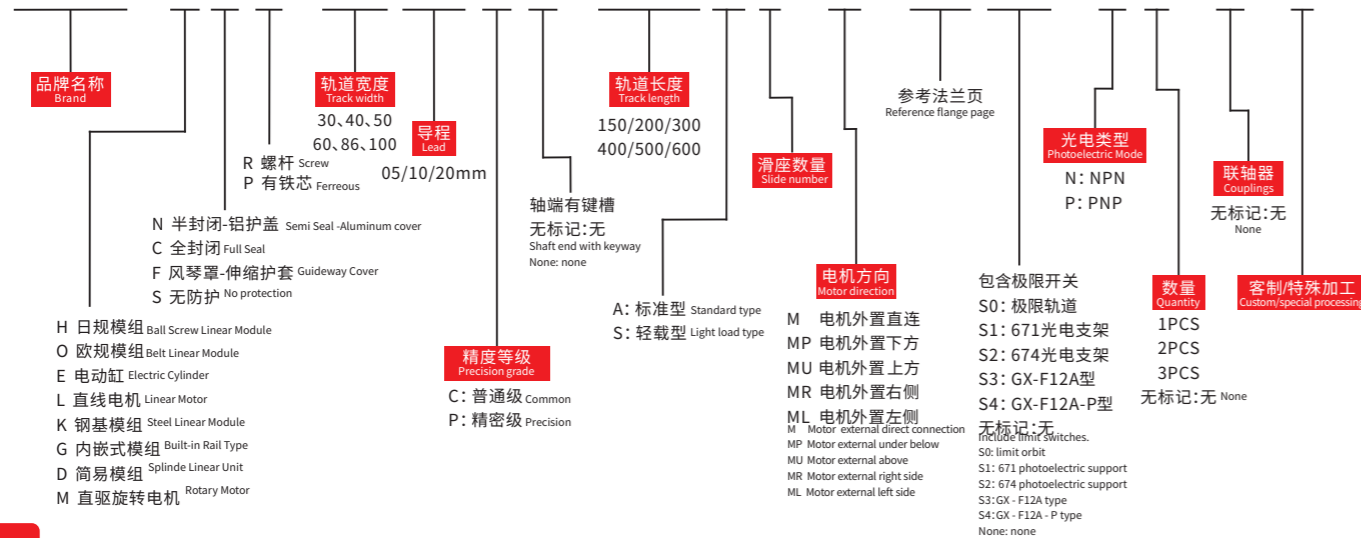 品牌名称
Brand
H 日规模组 Ball Screw Linear Module
O 欧规模组 Belt Linear Module
E 电动缸 Electric Cylinder
L 直线电机 Linear Motor
K 钢基模组 Steel Linear Module
G 内嵌式模组 Built-in Rail Type
D 简易模组 Splinde Linear Unit
M 直驱旋转电机 Rotary Motor
N 半封闭-铝护盖 Semi Seal -Aluminum cover
C 全封闭 Full Seal
F 风琴罩-伸缩护套 Guideway Cover
S 无防护 No protection
R 螺杆 Screw
P 有铁芯 Ferreous
轨道宽度
Track width
30、40、50
60、86、100
导程
Lead
05/10/20mm
精度等级
Precision grade
C：普通级 Common
P：精密级 Precision
轴端有键槽
无标记：无
Shaft end with keyway
None: none
轨道长度
Track length
150/200/300
400/500/600
A：标准型 Standard type
S：轻载型 Light load type
滑座数量
Slide number
电机方向
Motor direction
M 电机外置直连
MP 电机外置下方
MU 电机外置上方
MR 电机外置右侧
ML 电机外置左侧
M Motor external direct connection
MP Motor external under below
MU Motor external above
MR Motor external right side
ML Motor external left side
参考法兰页
Reference flange page
包含极限开关
S0：极限轨道
S1：671光电支架
S2：674光电支架
S3：GX-F12A型
S4：GX-F12A-P型
无标记：无
Include limit switches.
S0: limit orbit
S1: 671 photoelectric support
S2: 674 photoelectric support
S3:GX - F12A type
S4:GX - F12A - P type
None: none
光电类型
Photoelectric Mode
N：NPN
P：PNP
数量
Quantity
1PCS
2PCS
3PCS
无标记：无 None
联轴器
Couplings
无标记：无
None
客制/特殊加工
Custom/special processing